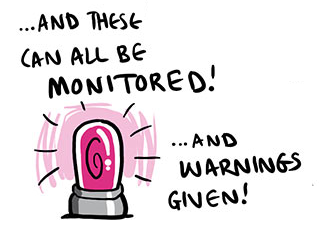 ...AND THESE
CAN ALL BE
MONITORED!
...AND
WARNINGS
GIVEN!